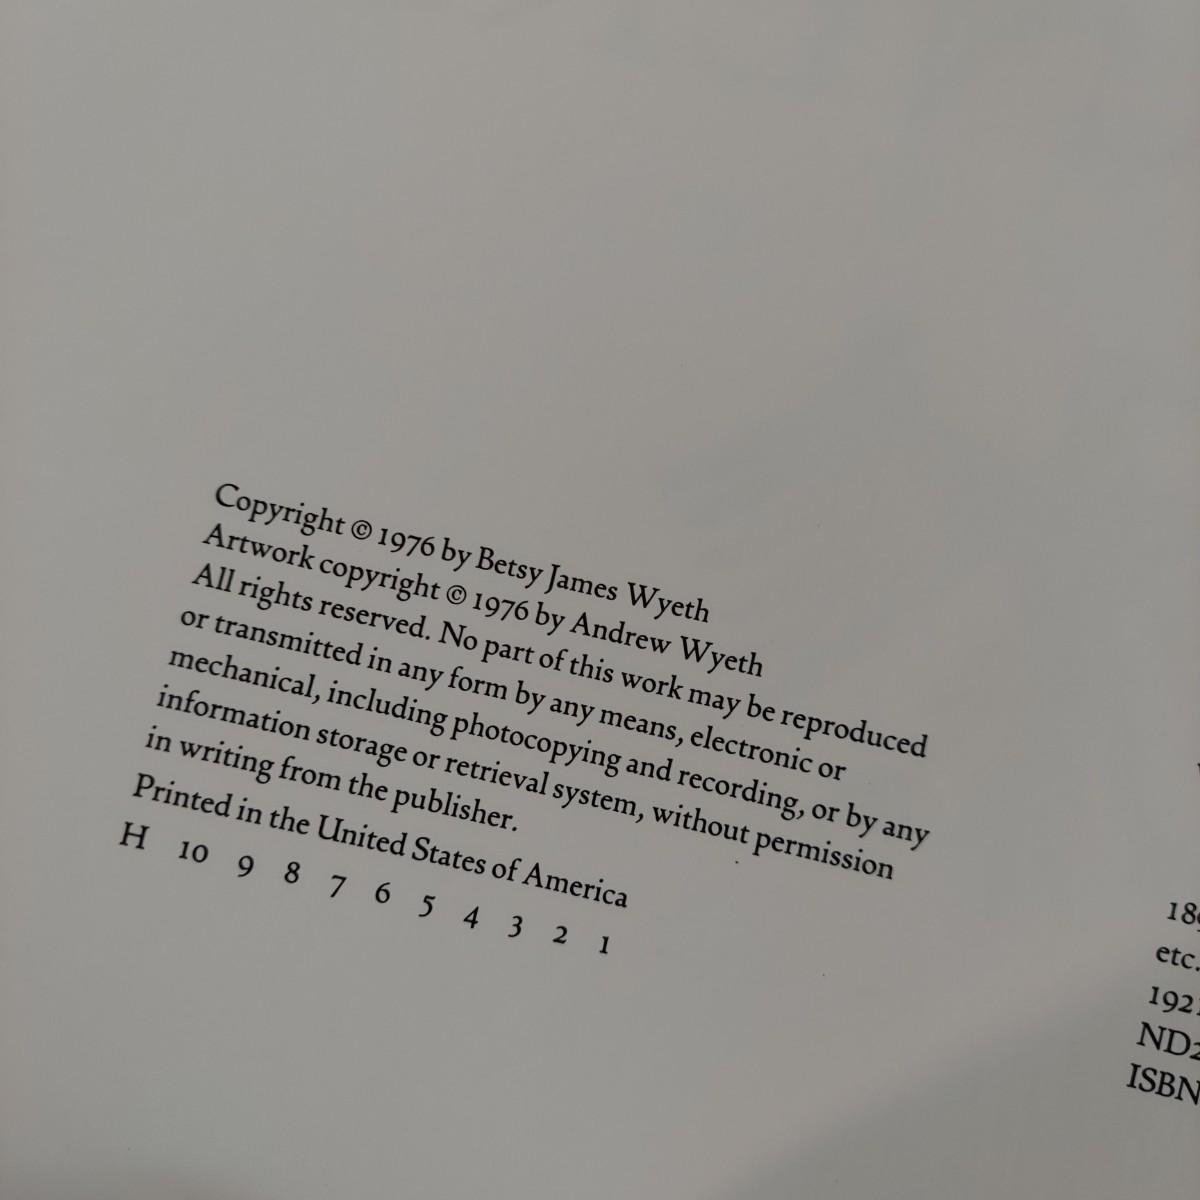 Copyright © 1976 by Betsy James Wyeth
Artwork copyright © 1976 by Andrew Wyeth
All rights reserved. No part of this work may be reproduced
or transmitted in any form by any means, electronic or
mechanical, including photocopying and recording, or by any
information storage or retrieval system, without permission
in writing from the publisher.
Printed in the United States of America
H 10 9 8 7 6 5 4 3 2 1
etc.
ISBN